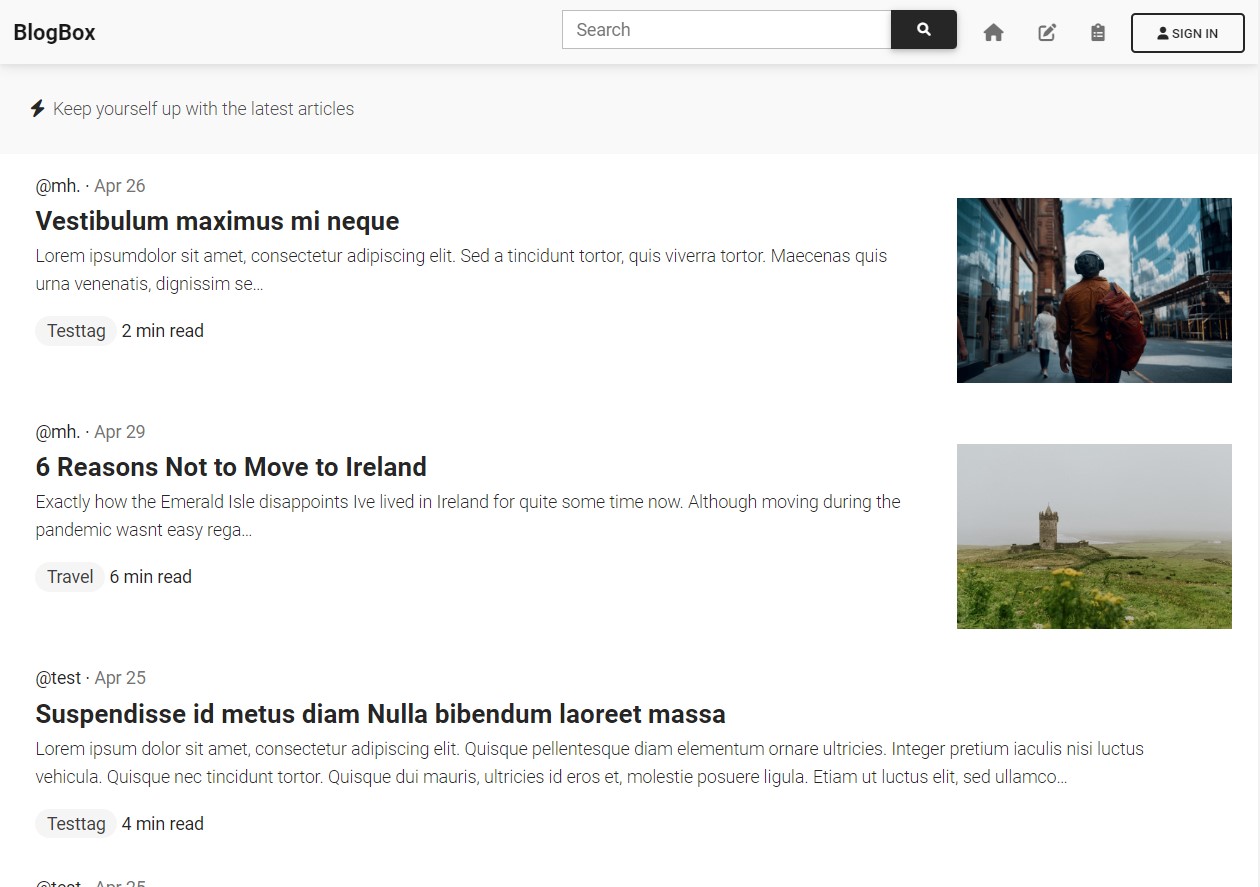 BlogBox
Search
SIGN IN
Keep yourself up with the latest articles
@mh. · Apr 26
Vestibulum maximus mi neque
Lorem ipsumdolor sit amet, consectetur adipiscing elit. Sed a tincidunt tortor, quis viverra tortor. Maecenas quis
urna venenatis, dignissim se...
Testtag 2 min read
@mh. · Apr 29
6 Reasons Not to Move to Ireland
Exactly how the Emerald Isle disappoints Ive lived in Ireland for quite some time now. Although moving during the
pandemic wasnt easy rega...
Travel 6 min read
@test · Apr 25
Suspendisse id metus diam Nulla bibendum laoreet massa
Lorem ipsum dolor sit amet, consectetur adipiscing elit. Quisque pellentesque diam elementum ornare ultricies. Integer pretium iaculis nisi luctus
vehicula. Quisque nec tincidunt tortor. Quisque dui mauris, ultricies id eros et, molestie posuere ligula. Etiam ut luctus elit, sed ullamco...
Testtag 4 min read
@test · Apr 25